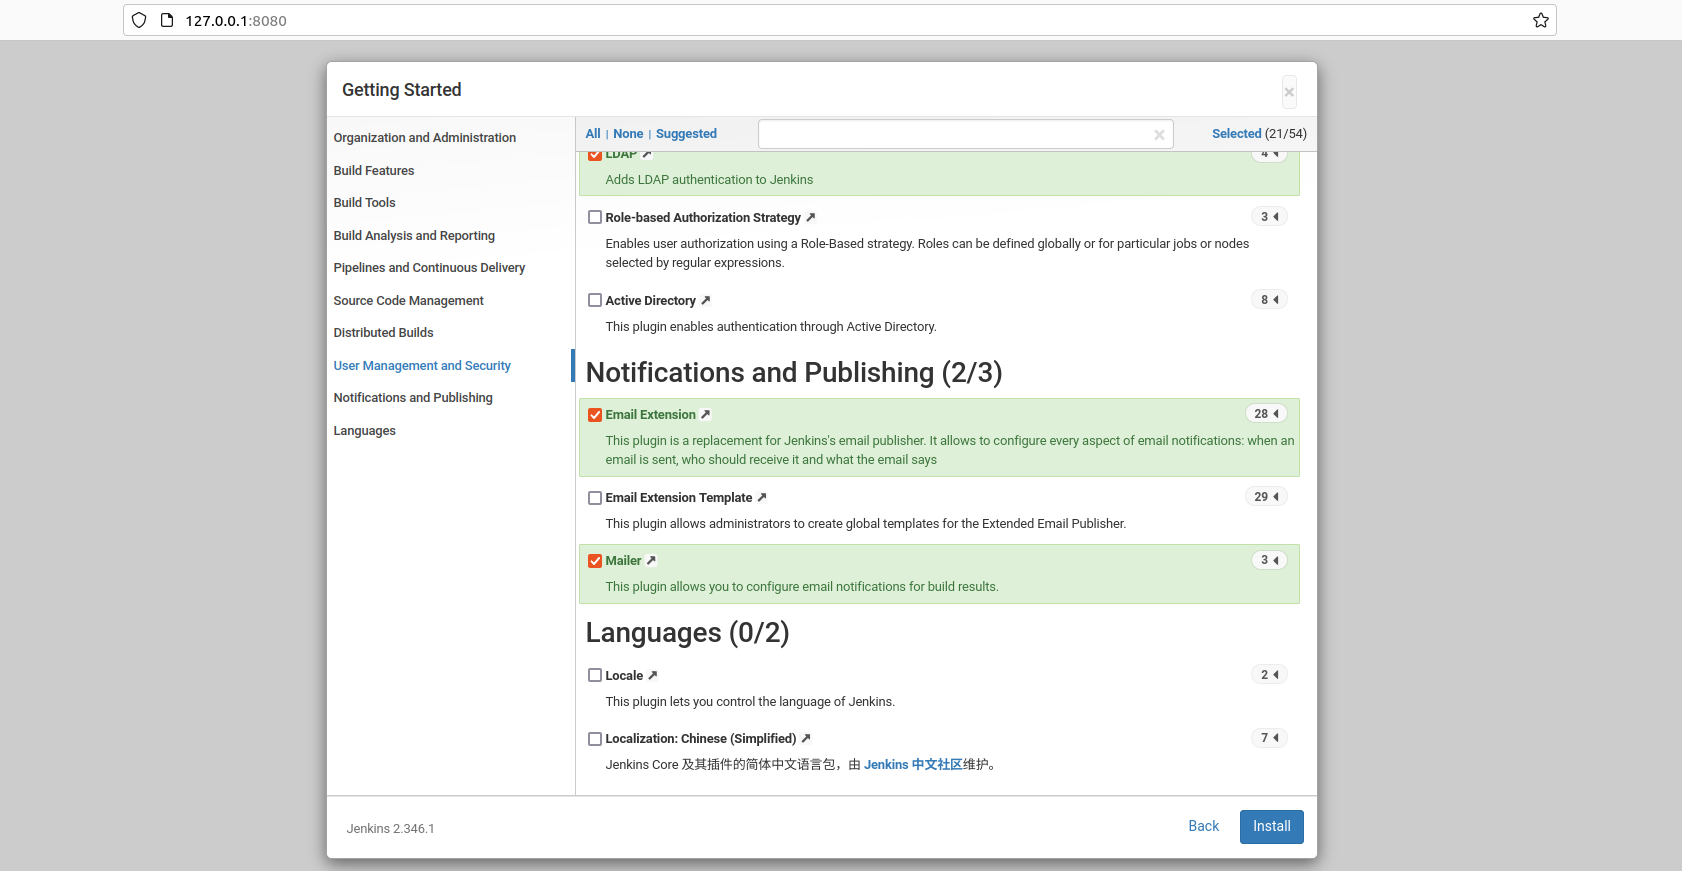 127.0.0.1:8080
Getting Started
×
Organization and Administration
Build Features
Build Tools
Build Analysis and Reporting
Pipelines and Continuous Delivery
Source Code Management
Distributed Builds
User Management and Security
Notifications and Publishing
Languages
All | None | Suggested
Selected (21/54)
LDAP
4
Adds LDAP authentication to Jenkins
Role-based Authorization Strategy
3
Enables user authorization using a Role-Based strategy. Roles can be defined globally or for particular jobs or nodes
selected by regular expressions.
Active Directory
8
This plugin enables authentication through Active Directory.
Notifications and Publishing (2/3)
Email Extension
28
This plugin is a replacement for Jenkins's email publisher. It allows to configure every aspect of email notifications: when an
email is sent, who should receive it and what the email says
Email Extension Template
29
This plugin allows administrators to create global templates for the Extended Email Publisher.
Mailer
3
This plugin allows you to configure email notifications for build results.
Languages (0/2)
Locale
2
This plugin lets you control the language of Jenkins.
Localization: Chinese (Simplified)
7
Jenkins Core 及其插件的简体中文语言包，由 Jenkins 中文社区维护。
Jenkins 2.346.1
Back
Install